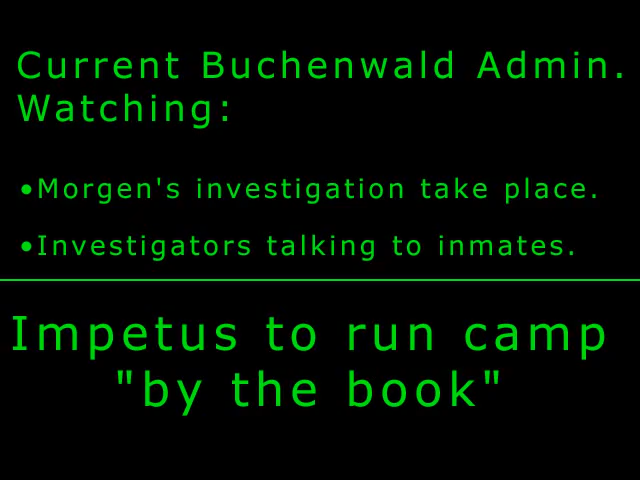 Current Buchenwald Admin.
Watching:
•Morgen's investigation take place.
•Investigators talking to inmates.
Impetus to run camp
"by the book"